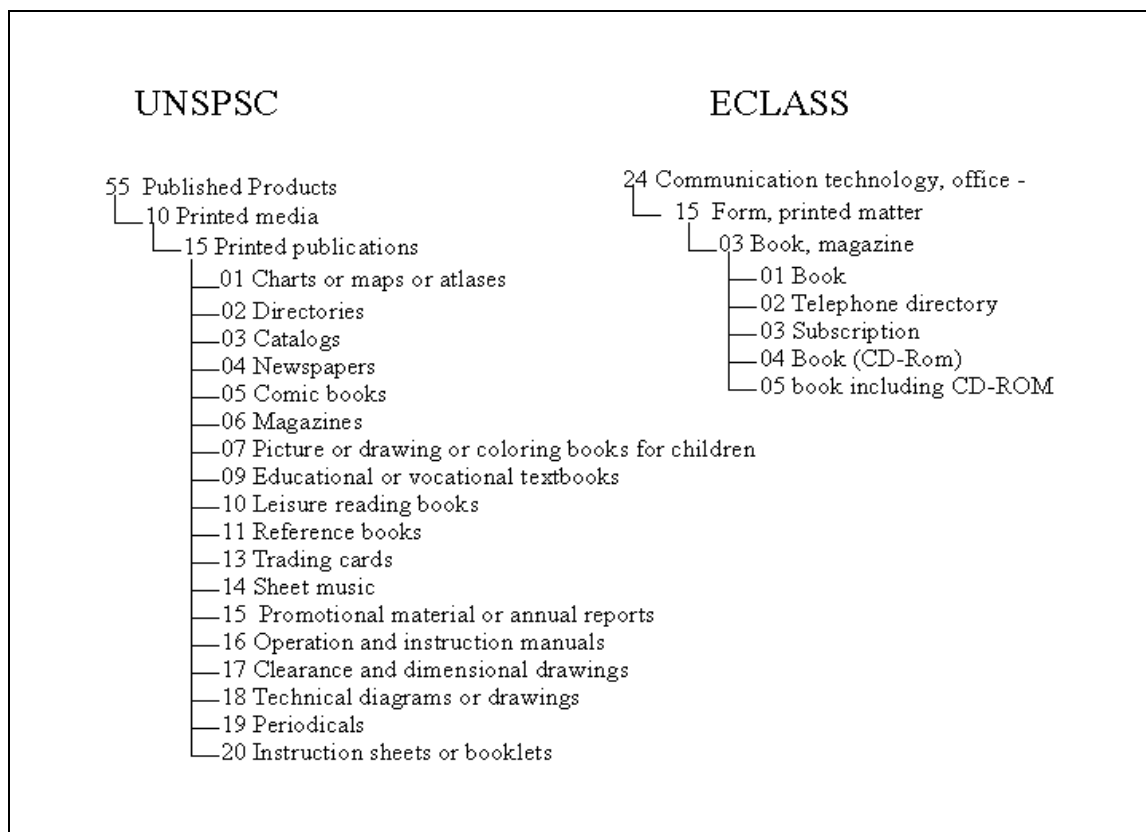 UNSPSC
55 Published Products
10 Printed media
15 Printed publications
01 Charts or maps or atlases
02 Directories
03 Catalogs
04 Newspapers
05 Comic books
06 Magazines
07 Picture or drawing or coloring books for children
09 Educational or vocational textbooks
10 Leisure reading books
11 Reference books
13 Trading cards
14 Sheet music
15 Promotional material or annual reports
16 Operation and instruction manuals
17 Clearance and dimensional drawings
18 Technical diagrams or drawings
19 Periodicals
20 Instruction sheets or booklets
ECLASS
24 Communication technology, office -
15 Form, printed matter
03 Book, magazine
01 Book
02 Telephone directory
03 Subscription
04 Book (CD-Rom)
05 book including CD-ROM